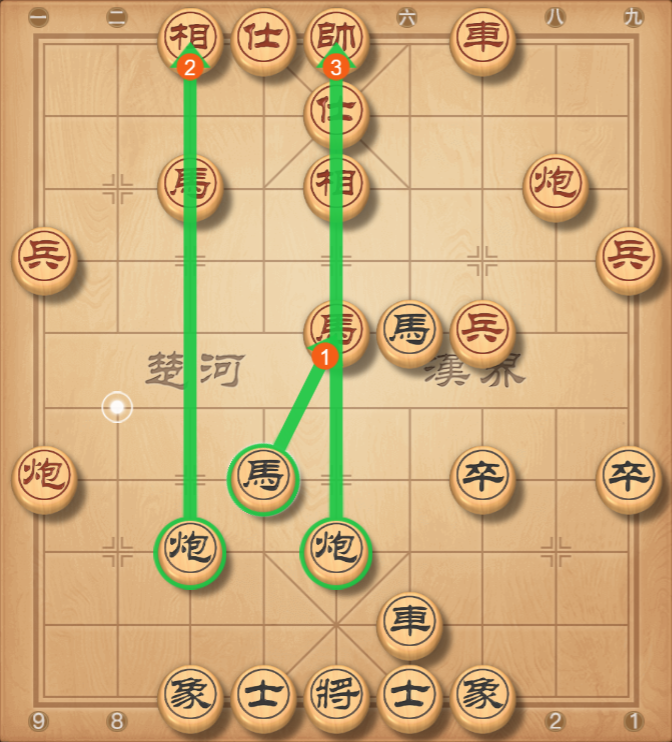 一 二 六 八 九
相 仕 帥 車
2 3
仕
馬 相 炮
兵 兵
馬 馬 兵
1
楚河 漢界
炮 馬 卒 卒
炮 炮
車
象 士 將 士 象
9 8 2 1